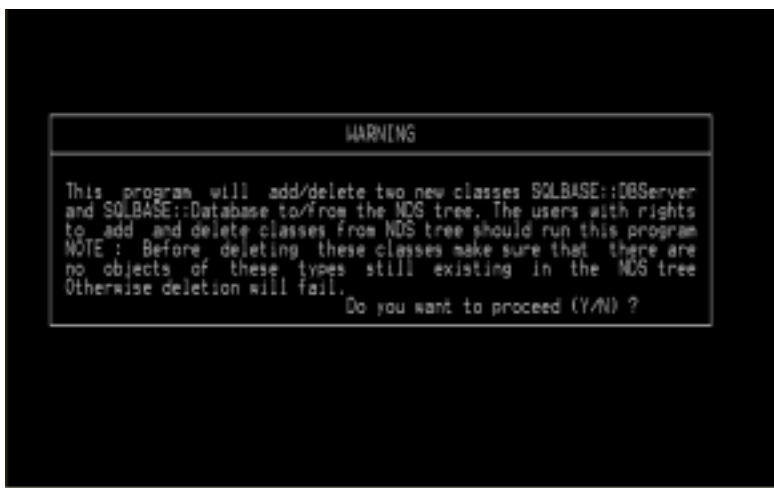 WARNING
This program will add/delete two new classes SQLBASE::DBServer
and SQLBASE::Database to/from the NDS tree. The users with rights
to add and delete classes from NDS tree should run this program
NOTE : Before deleting these classes make sure that there are
no objects of these types still existing in the NDS tree
Otherwise deletion will fail.
Do you want to proceed (Y/N) ?